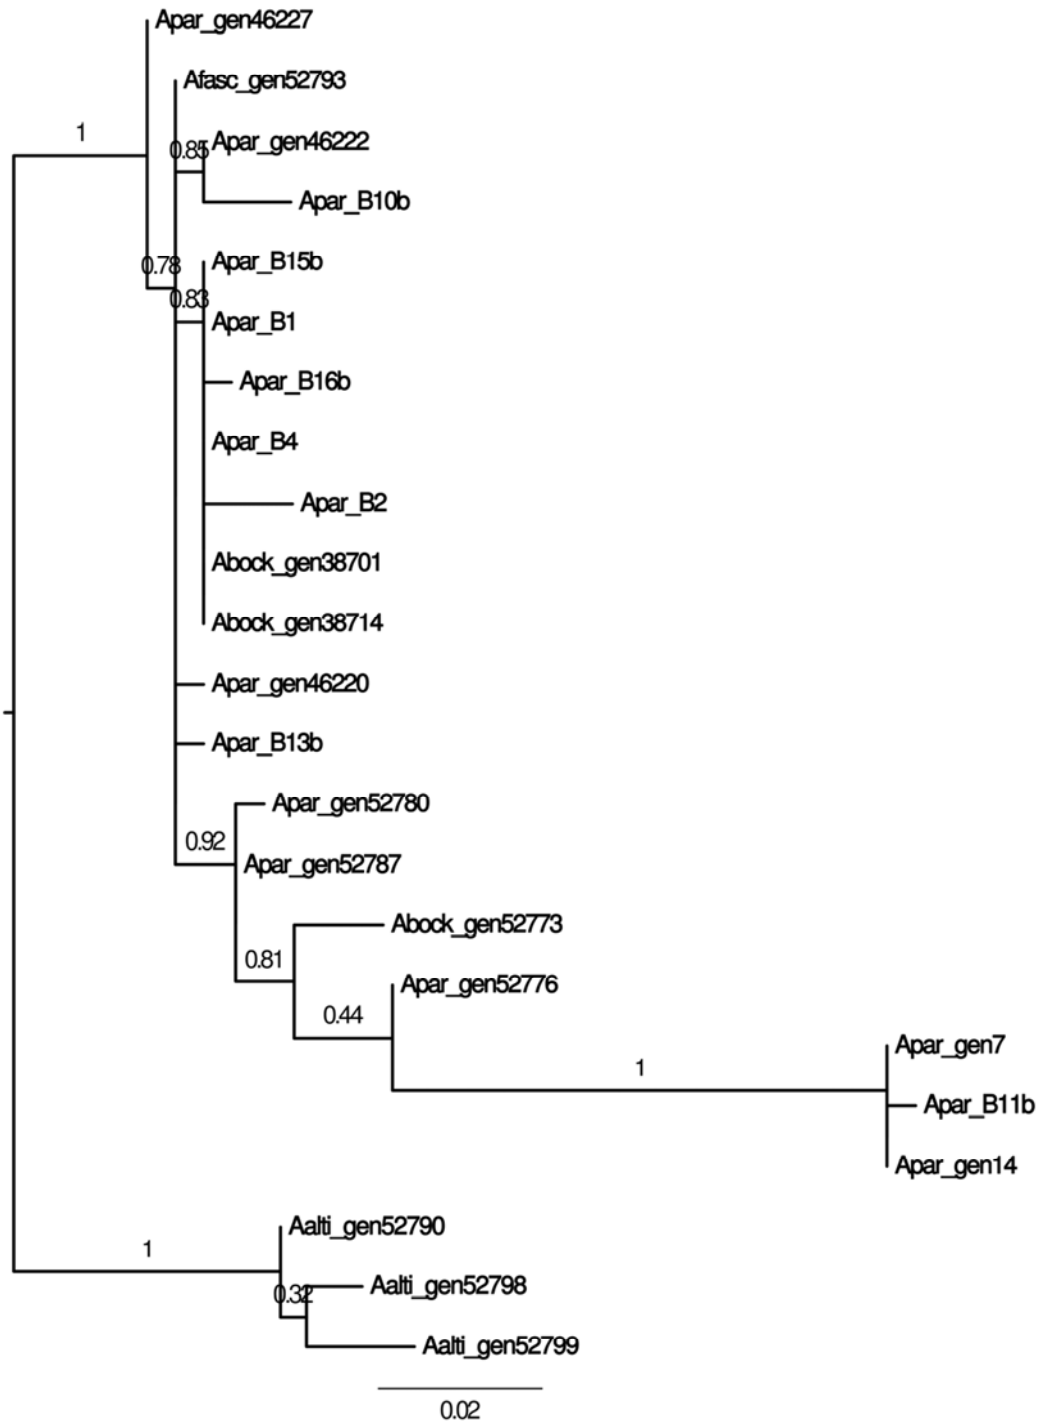 Apar_gen46227
Afasc_gen52793
1
0.85
Apar_gen46222
Apar_B10b
Apar_B15b
0.78
0.83
Apar_B1
Apar_B16b
Apar_B4
Apar_B2
Abock_gen38701
Abock_gen38714
Apar_gen46220
Apar_B13b
Apar_gen52780
0.92
Apar_gen52787
Abock_gen52773
0.81
Apar_gen52776
0.44
Apar_gen7
1
Apar_B11b
Apar_gen14
Aalti_gen52790
1
Aalti_gen52798
0.32
Aalti_gen52799
0.02